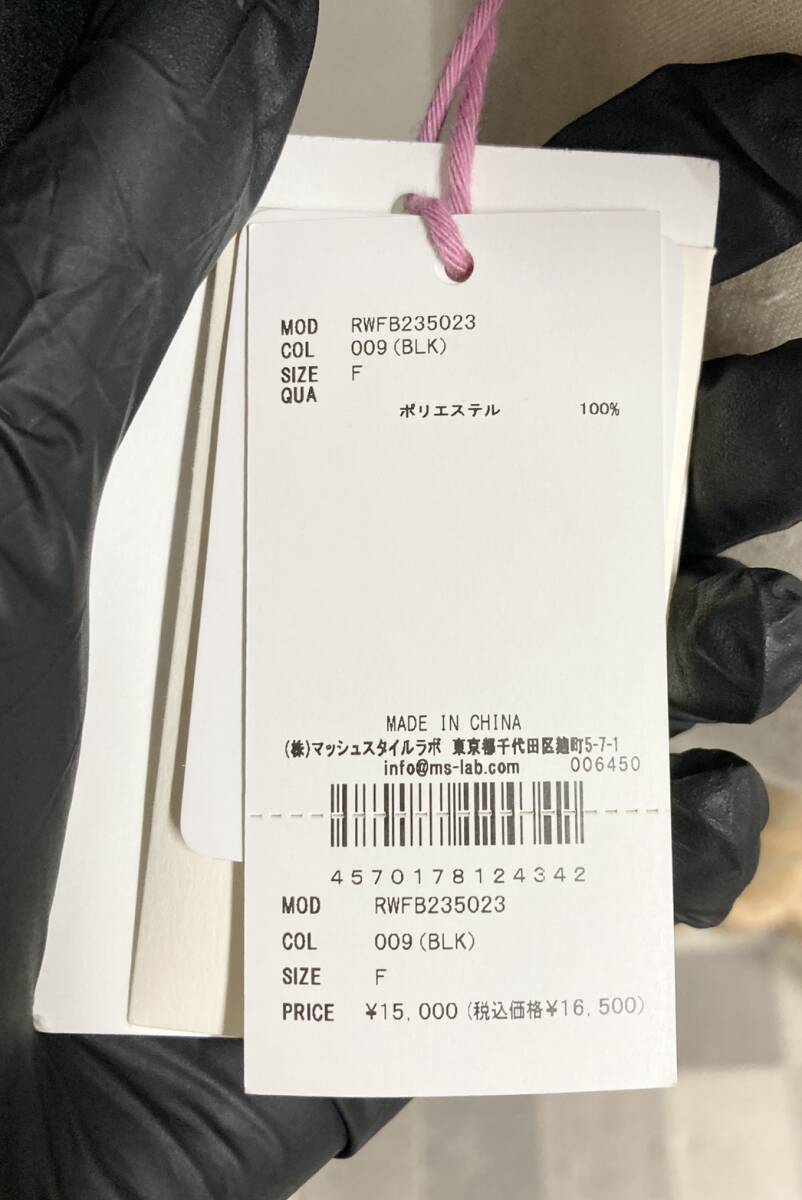 MOD RWFB235023
COL 009(BLK)
SIZE F
QUA
ポリエステル 100%
MADE IN CHINA
(株)マッシュスタイルラボ 東京都千代田区麹町5-7-1
info@ms-lab.com 006450
4570178124342
MOD RWFB235023
COL 009(BLK)
SIZE F
PRICE ¥15,000(税込価格¥16,500)